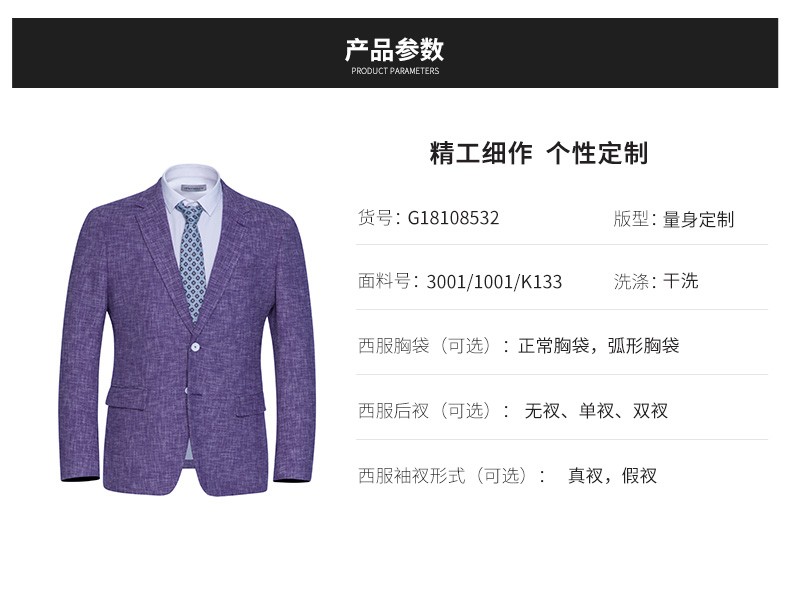 产品参数
PRODUCT PARAMETERS
精工细作 个性定制
货号：G18108532 版型：量身定制
面料号：3001/1001/K133 洗涤：干洗
西服胸袋（可选）：正常胸袋，弧形胸袋
西服后衩（可选）： 无衩、单衩、双衩
西服袖衩形式（可选）： 真衩，假衩